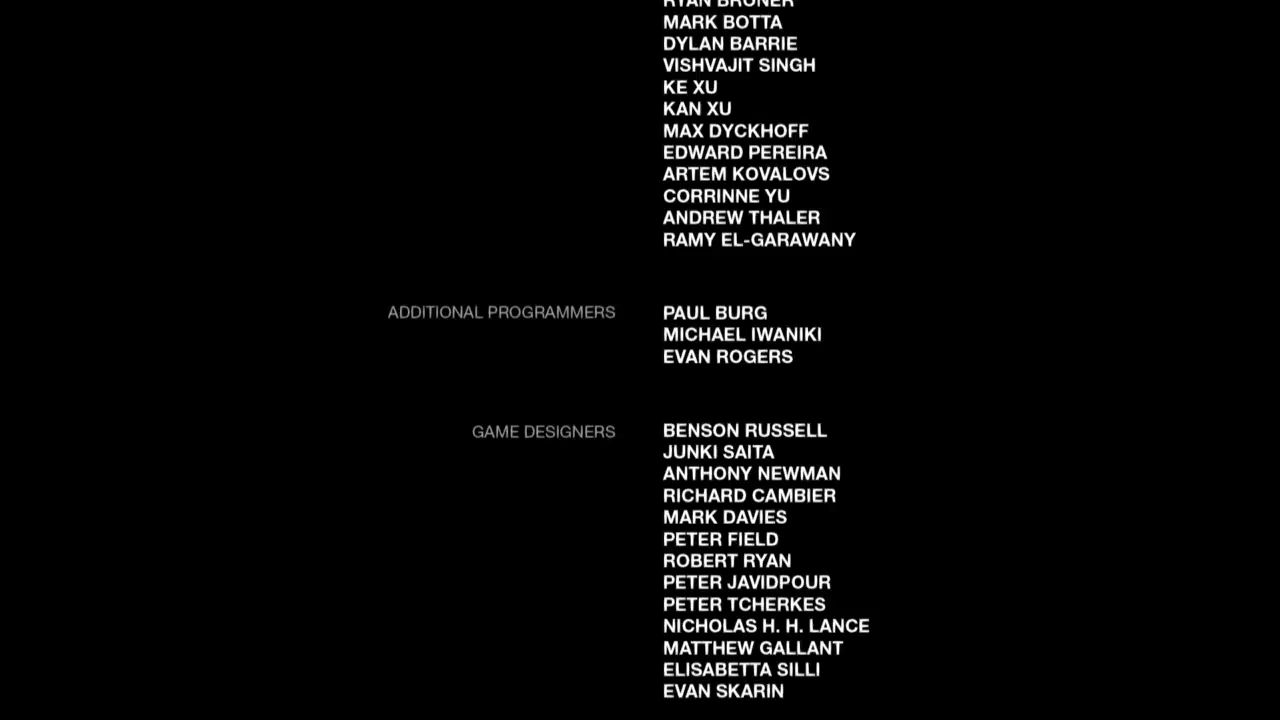 RYAN BRONER
MARK BOTTA
DYLAN BARRIE
VISHVAJIT SINGH
KE XU
KAN XU
MAX DYCKHOFF
EDWARD PEREIRA
ARTEM KOVALOVS
CORRINNE YU
ANDREW THALER
RAMY EL-GARAWANY
ADDITIONAL PROGRAMMERS PAUL BURG
MICHAEL IWANIKI
EVAN ROGERS
GAME DESIGNERS BENSON RUSSELL
JUNKI SAITA
ANTHONY NEWMAN
RICHARD CAMBIER
MARK DAVIES
PETER FIELD
ROBERT RYAN
PETER JAVIDPOUR
PETER TCHERKES
NICHOLAS H. H. LANCE
MATTHEW GALLANT
ELISABETTA SILLI
EVAN SKARIN